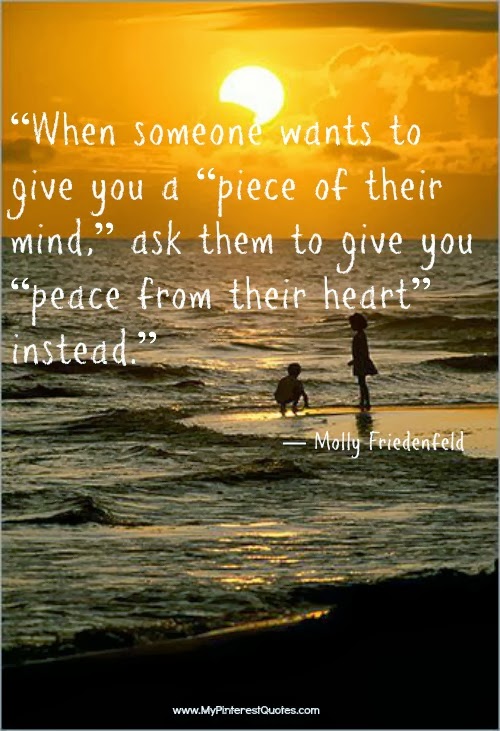 “When someone wants to
give you a “piece of their
mind,” ask them to give you
“peace from their heart”
instead.”
— Molly Friedenfeld
www.MyPinterestQuotes.com